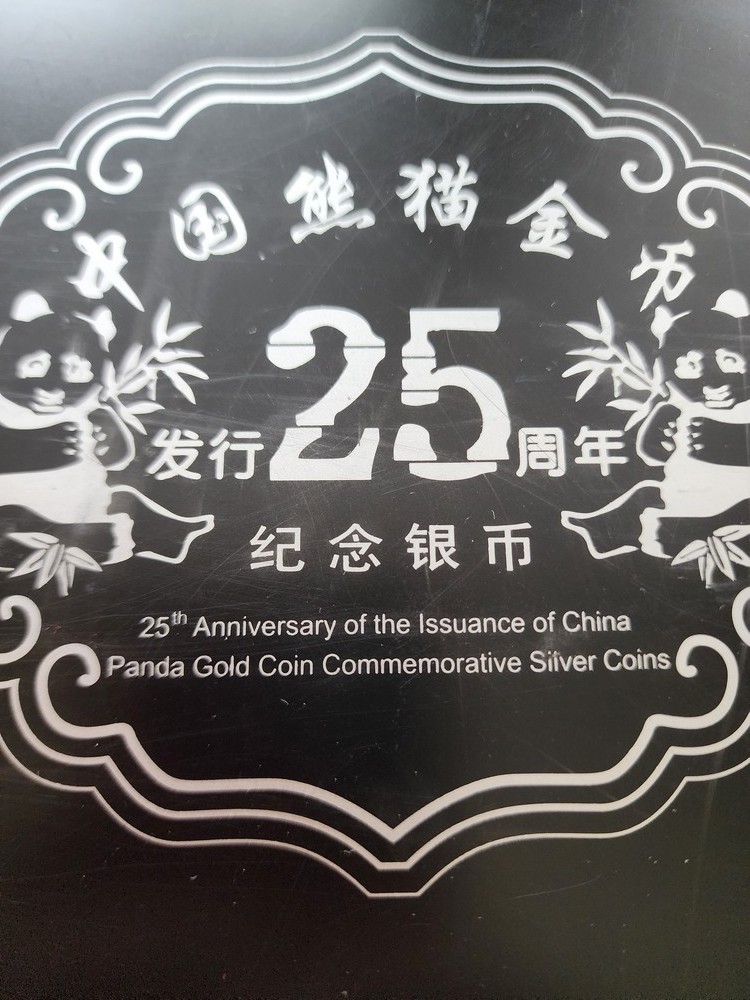 中国熊猫金币
发行25周年
纪念银币
25th Anniversary of the Issuance of China
Panda Gold Coin Commemorative Silver Coins